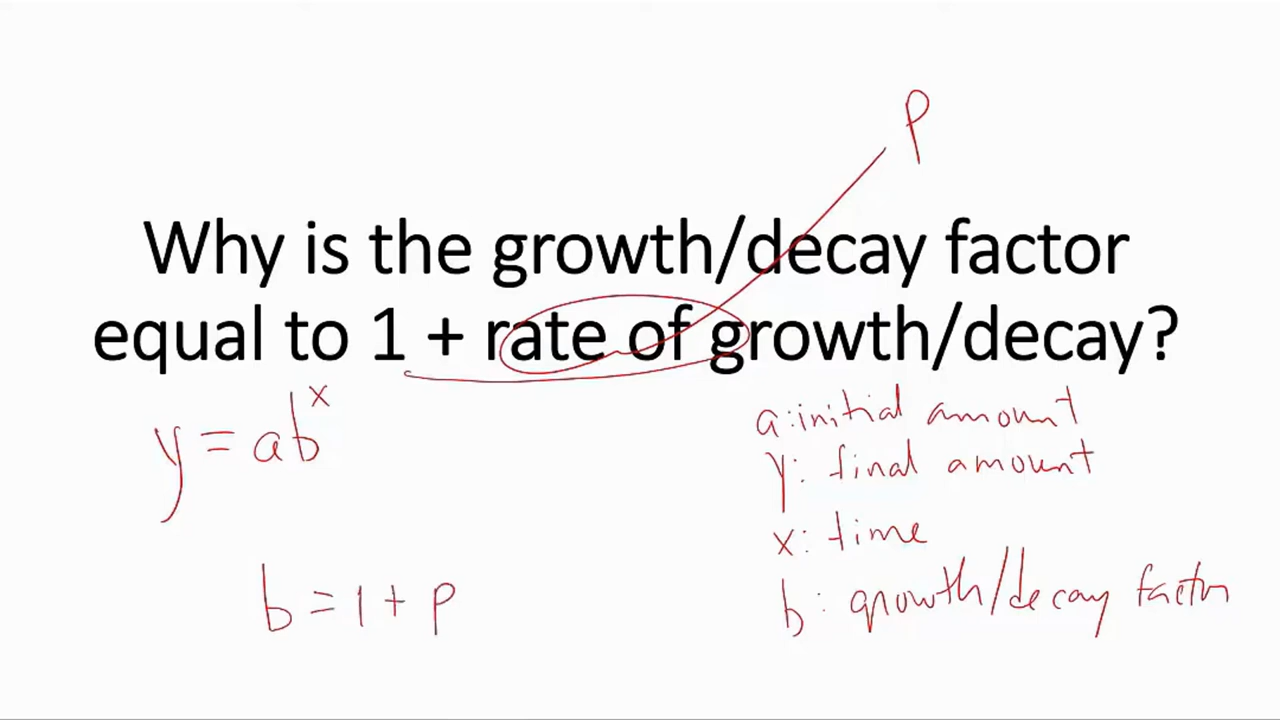 p
Why is the growth/decay factor
equal to 1 + rate of growth/decay?
y = ab^x
a: initial amount
y: final amount
x: time
b: growth/decay factor
b = 1 + p